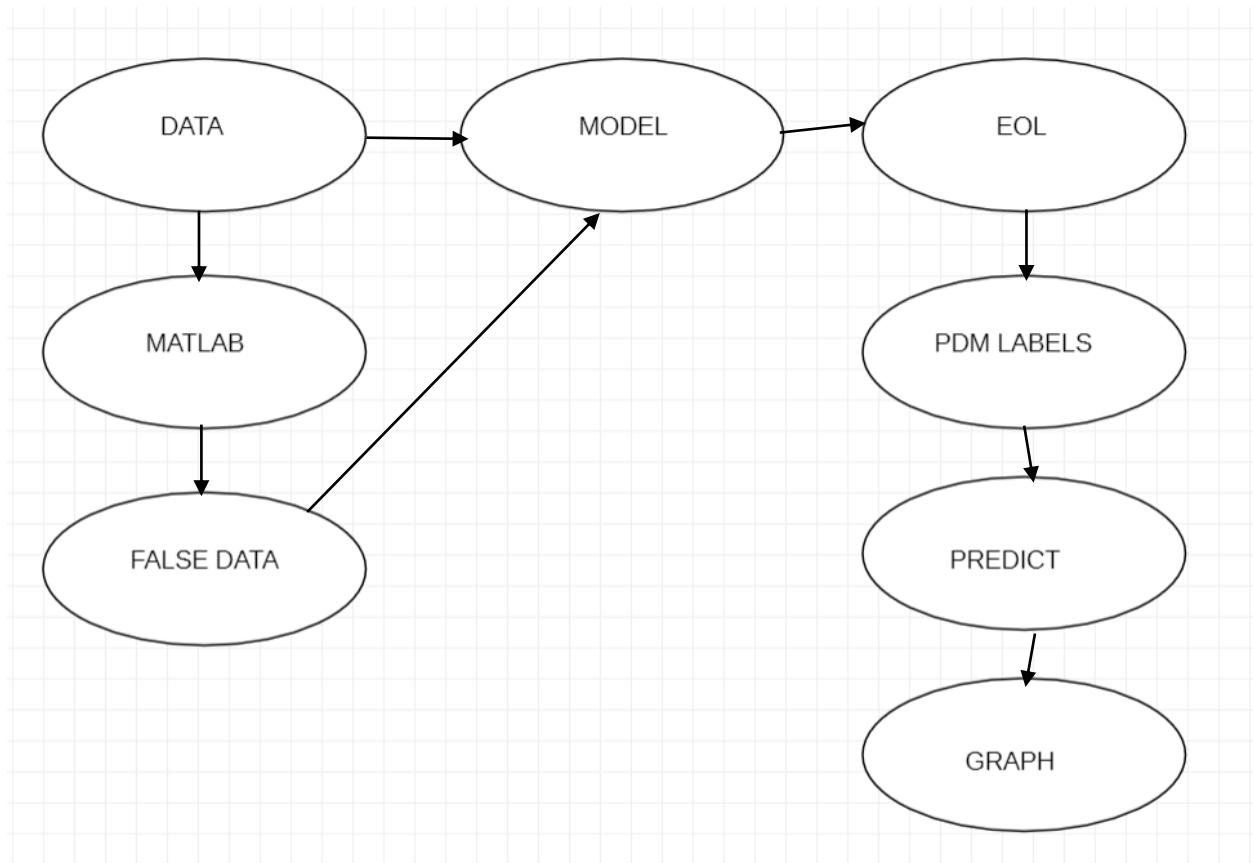 DATA
MODEL
EOL
MATLAB
PDM LABELS
FALSE DATA
PREDICT
GRAPH